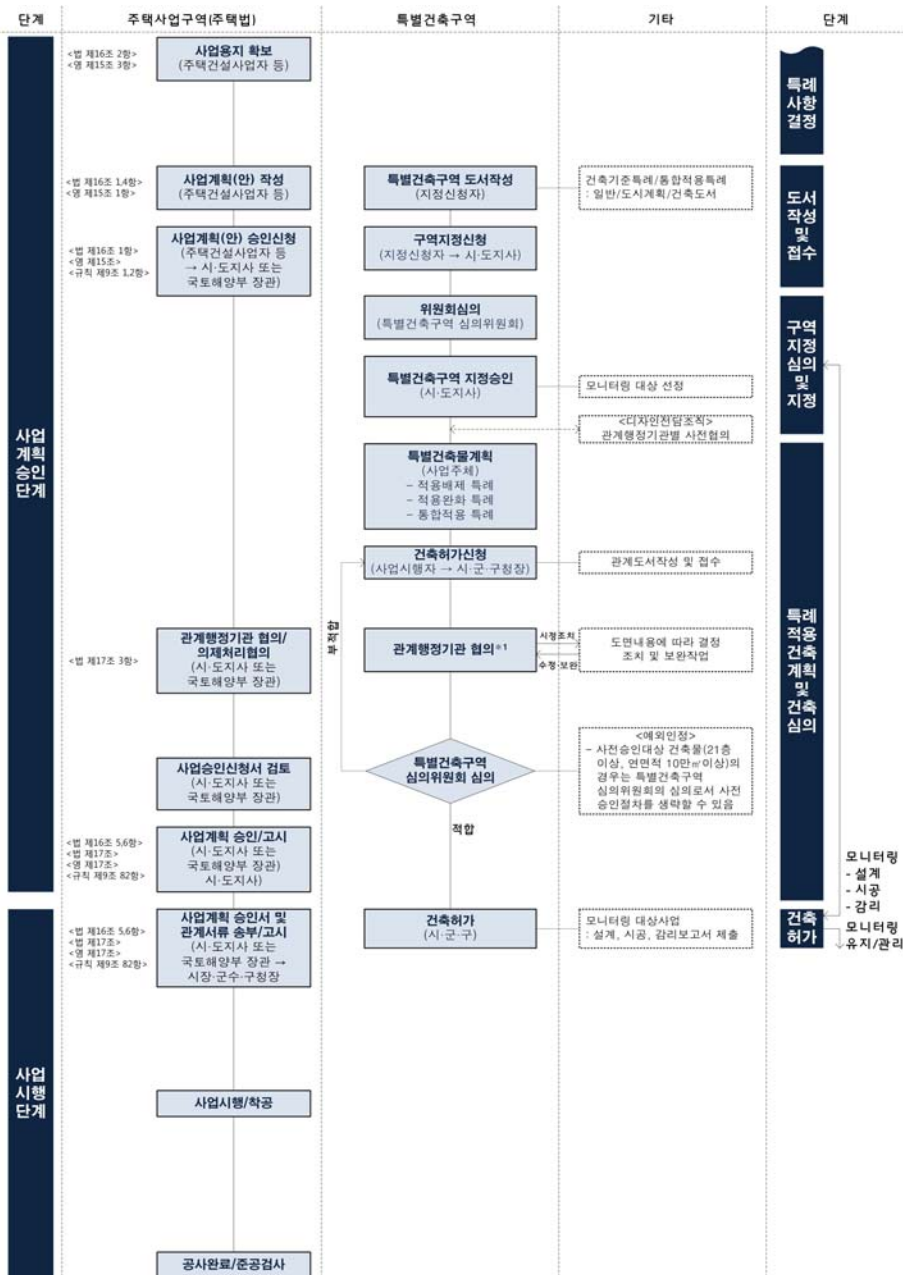 단계
주택사업구역(주택법)
특별건축구역
기타
단계
사업
계획
승인
단계
<법 제16조 2항>
<영 제15조 3항>
사업용지 확보
(주택건설사업자 등)
<법 제16조 1,4항>
<영 제15조 1항>
사업계획(안) 작성
(주택건설사업자 등)
<법 제16조 1항>
<영 제15조>
<규칙 제9조 1,2항>
사업계획(안) 승인신청
(주택건설사업자 등
→ 시·도지사 또는
국토해양부 장관)
<법 제17조 3항>
관계행정기관 협의/
의제처리협의
(시·도지사 또는
국토해양부 장관)
사업승인신청서 검토
(시·도지사 또는
국토해양부 장관)
<법 제16조 5,6항>
<법 제17조>
<영 제17조>
<규칙 제9조 82항>
사업계획 승인/고시
(시·도지사 또는
국토해양부 장관)
시·도지사)
사업
시행
단계
<법 제16조 5,6항>
<법 제17조>
<영 제17조>
<규칙 제9조 82항>
사업계획 승인서 및
관계서류 송부/고시
(시·도지사 또는
국토해양부 장관 →
시장·군수·구청장
사업시행/착공
공사완료/준공검사
특별건축구역 도서작성
(지정신청자)
구역지정신청
(지정신청자 → 시·도지사)
위원회심의
(특별건축구역 심의위원회)
특별건축구역 지정승인
(시·도지사)
특별건축물계획
(사업주체)
– 적용배제 특례
– 적용완화 특례
– 통합적용 특례
건축허가신청
(사업시행자 → 시·군·구청장)
부적합
관계행정기관 협의※1
시정조치
수정·보완
특별건축구역
심의위원회 심의
적합
건축허가
(시·군·구)
건축기준특례/통합적용특례
: 일반/도시계획/건축도서
모니터링 대상 선정
<디자인전담조직>
관계행정기관별 사전협의
관계도서작성 및 접수
도면내용에 따라 결정
조치 및 보완작업
<예외인정>
– 사전승인대상 건축물(21층
이상, 연면적 10만㎡이상)의
경우는 특별건축구역
심의위원회의 심의로서 사전
승인절차를 생략할 수 있음
모니터링 대상사업
: 설계, 시공, 감리보고서 제출
특례
사항
결정
도서
작성
및
접수
구역
지정
심의
및
지정
특례
적용
건축
계획
및
건축
심의
건축
허가
모니터링
- 설계
- 시공
- 감리
모니터링
유지/관리